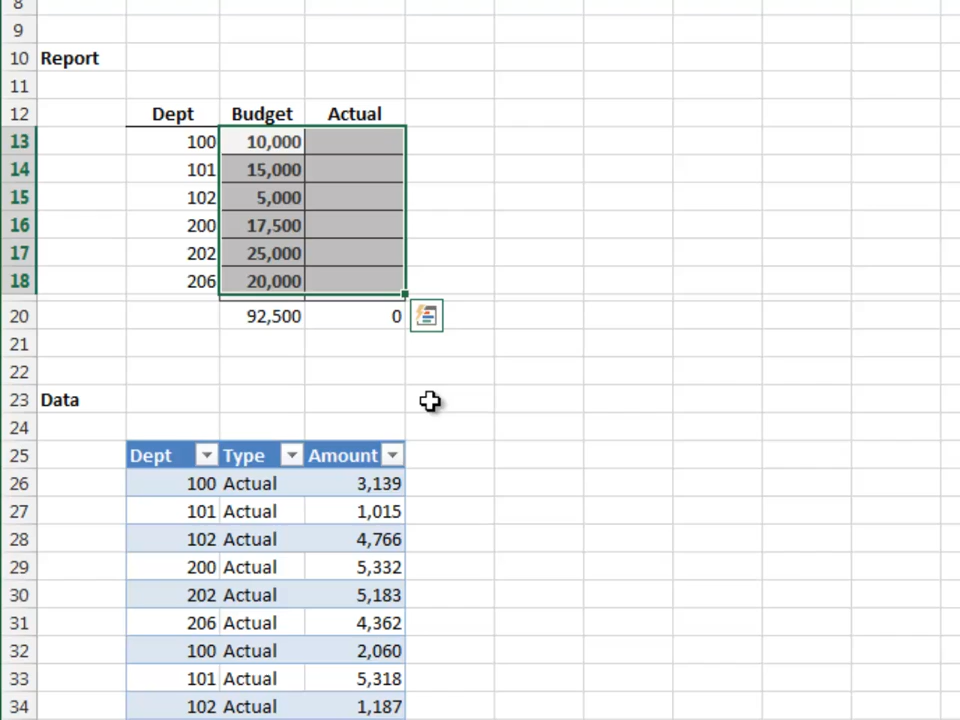 8
9
10 Report
11
12 Dept Budget Actual
13 100 10,000
14 101 15,000
15 102 5,000
16 200 17,500
17 202 25,000
18 206 20,000
20 92,500 0
21
22
23 Data
24
25 Dept Type Amount
26 100 Actual 3,139
27 101 Actual 1,015
28 102 Actual 4,766
29 200 Actual 5,332
30 202 Actual 5,183
31 206 Actual 4,362
32 100 Actual 2,060
33 101 Actual 5,318
34 102 Actual 1,187